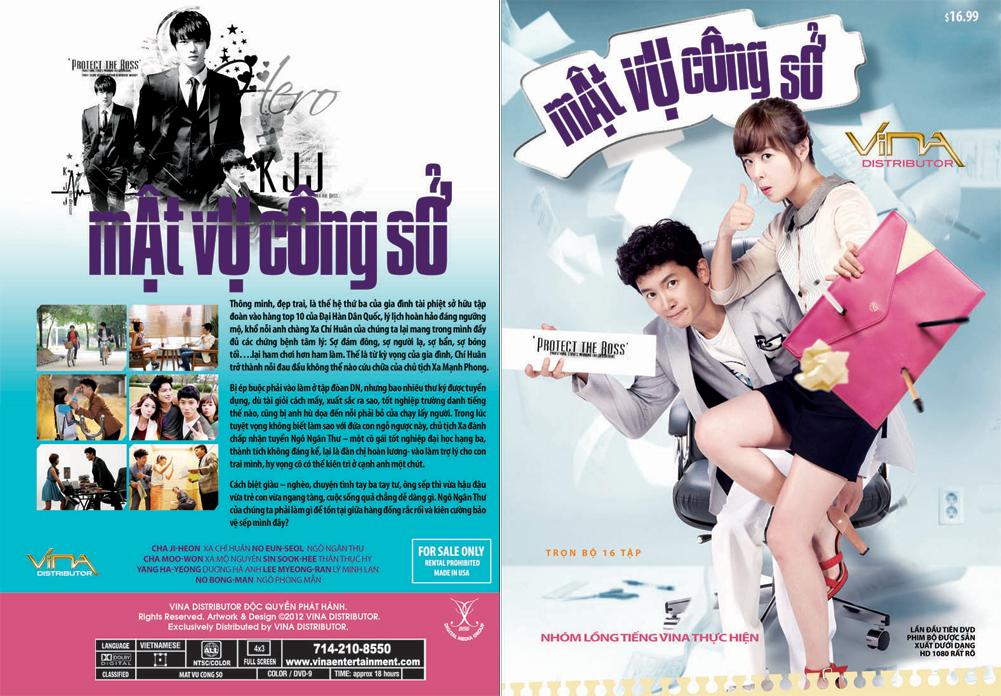 'PROTECT THE BOSS'
Hero
KJJ
mật vụ công sở
Thông minh, đẹp trai, là thế hệ thứ ba của gia đình tài phiệt sở hữu tập
đoàn vào hàng top 10 của Đại Hàn Dân Quốc, lý lịch hoàn hảo đáng ngưỡng
mộ, khổ nỗi anh chàng Xa Chí Huân của chúng ta lại mang trong mình đầy
đủ các chứng bệnh tâm lý: Sợ đám đông, sợ người lạ, sợ bẩn, sợ bóng
tối….lại ham chơi hơn ham làm. Thế là từ kỳ vọng của gia đình, Chí Huân
trở thành nỗi đau đầu không thể nào cứu chữa của chủ tịch Xa Mạnh Phong.
Bị ép buộc phải vào làm ở tập đoàn DN, nhưng bao nhiêu thư ký được tuyển
dụng, dù tài giỏi cách mấy, xuất sắc ra sao, tốt nghiệp trường danh tiếng
thế nào, cũng bị anh hù dọa đến nỗi phải bỏ của chạy lấy người. Trong lúc
tuyệt vọng không biết làm sao với đứa con ngỗ ngược này, chủ tịch Xa đành
chấp nhận tuyển Ngô Ngân Thư – một cô gái tốt nghiệp đại học hạng ba,
thành tích không đáng kể, lại là đàn chị hoàn lương- vào làm trợ lý cho con
trai mình, hy vọng cô có thể kiên trì ở cạnh anh một chút.
Cách biệt giàu – nghèo, chuyện tình tay ba tay tư, ông sếp thì vừa hậu đậu
vừa trẻ con vừa ngang tàng, cuộc sống quả chẳng dễ dàng gì. Ngô Ngân Thư
của chúng ta phải làm gì để tồn tại giữa hàng đống rắc rối và kiên cường bảo
vệ sếp mình đây?
CHA JI-HEON XA CHÍ HUÂN NO EUN-SEOL NGÔ NGÂN THƯ
CHA MOO-WON XA MỘ NGUYÊN SIN SOOK-HEE THÂN THỤC HY
YANG HA-YEONG DƯƠNG HÀ ANH LEE MYEONG-RAN LÝ MINH LAN
NO BONG-MAN NGÔ PHONG MÃN
VINA
DISTRIBUTOR
FOR SALE ONLY
RENTAL PROHIBITED
MADE IN USA
VINA DISTRIBUTOR ĐỘC QUYỀN PHÁT HÀNH.
Rights Reserved. Artwork & Design ©2012 VINA DISTRIBUTOR.
Exclusively Distributed by VINA DISTRIBUTOR.
DIGITAL MEDIA GROUP
LANGUAGE VIETNAMESE
DOLBY
DIGITAL
ALL
NTSC/COLOR
4x3
FULL SCREEN
714-210-8550
www.vinaentertainment.com
CLASSIFIED MAT VU CONG SO COLOR / DVD-9 TIME: approx 18 hours
$16.99
mật vụ công sở
VINA
DISTRIBUTOR
'PROTECT THE BOSS'
TRỌN BỘ 16 TẬP
NHÓM LỒNG TIẾNG VINA THỰC HIỆN
LẦN ĐẦU TIÊN DVD
PHIM BỘ ĐƯỢC SẢN
XUẤT DƯỚI DẠNG
HD 1080 RẤT RÕ